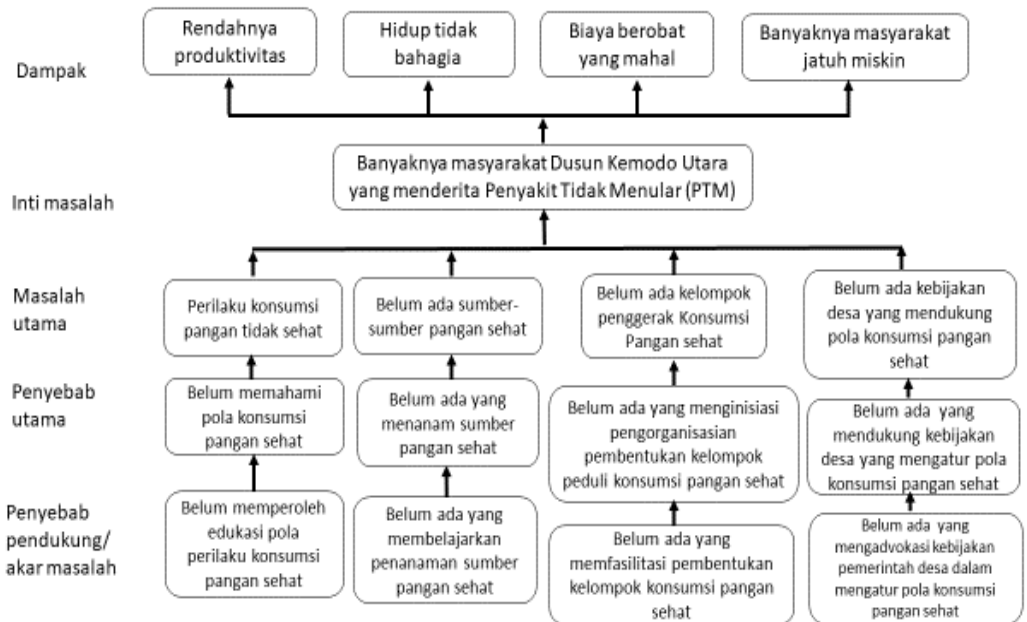 Dampak
Rendahnya
produktivitas
Hidup tidak
bahagia
Biaya berobat
yang mahal
Banyaknya masyarakat
jatuh miskin
Inti masalah
Banyaknya masyarakat Dusun Kemodo Utara
yang menderita Penyakit Tidak Menular (PTM)
Masalah
utama
Perilaku konsumsi
pangan tidak sehat
Belum ada sumber-
sumber pangan sehat
Belum ada kelompok
penggerak Konsumsi
Pangan sehat
Belum ada kebijakan
desa yang mendukung
pola konsumsi pangan
sehat
Penyebab
utama
Belum memahami
pola konsumsi
pangan sehat
Belum ada yang
menanam sumber
pangan sehat
Belum ada yang menginisiasi
pengorganisasian
pembentukan kelompok
peduli konsumsi pangan sehat
Belum ada yang
mendukung kebijakan
desa yang mengatur pola
konsumsi pangan sehat
Penyebab
pendukung/
akar masalah
Belum memperoleh
edukasi pola
perilaku konsumsi
pangan sehat
Belum ada yang
membelajarkan
penanaman sumber
pangan sehat
Belum ada yang
memfasilitasi pembentukan
kelompok konsumsi pangan
sehat
Belum ada yang
mengadvokasi kebijakan
pemerintah desa dalam
mengatur pola konsumsi
pangan sehat